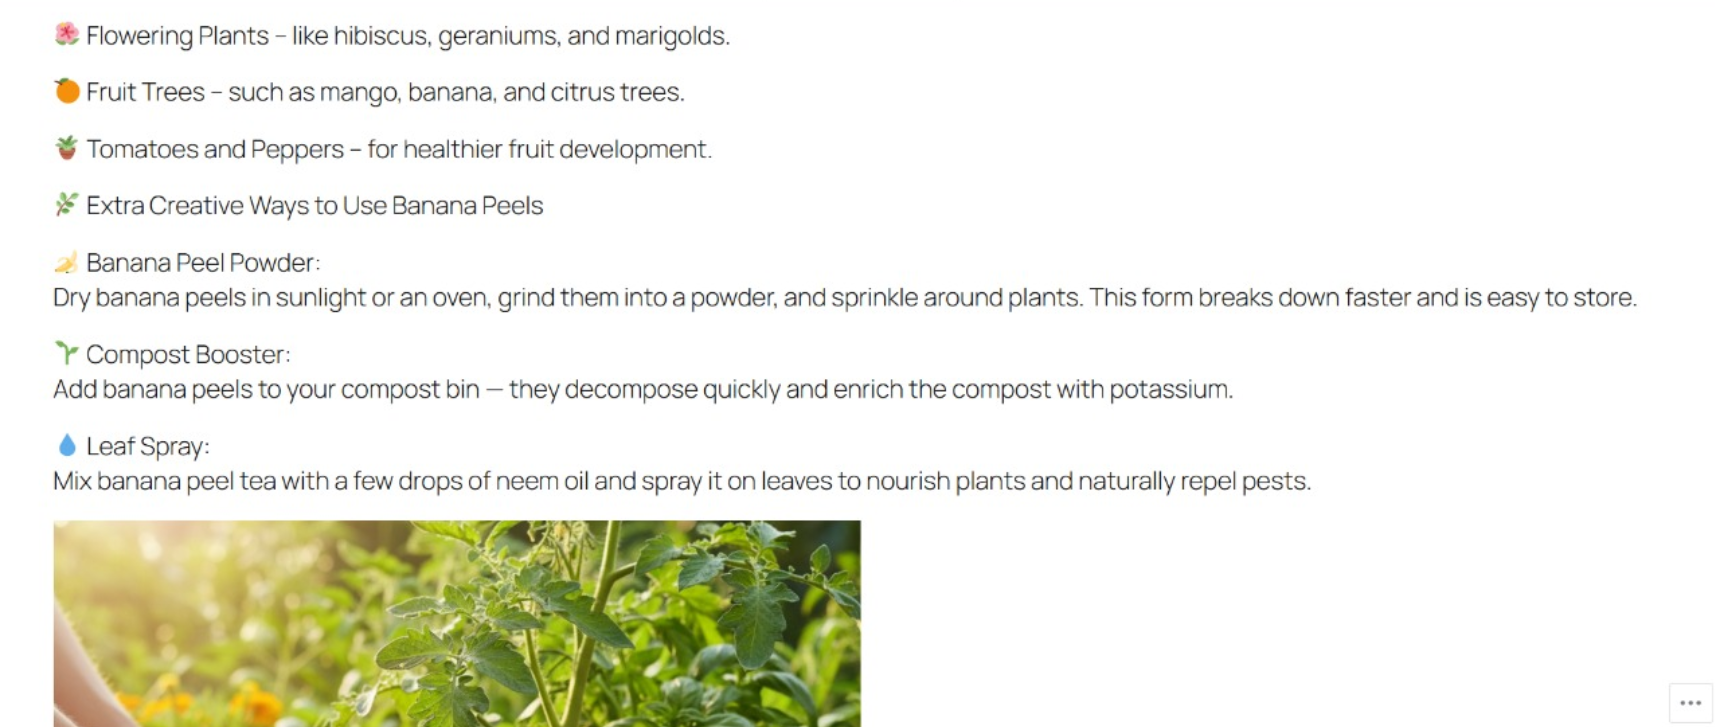 🌺 Flowering Plants – like hibiscus, geraniums, and marigolds.
🍊 Fruit Trees – such as mango, banana, and citrus trees.
🪴 Tomatoes and Peppers – for healthier fruit development.
🌿 Extra Creative Ways to Use Banana Peels
🍌 Banana Peel Powder:
Dry banana peels in sunlight or an oven, grind them into a powder, and sprinkle around plants. This form breaks down faster and is easy to store.
🌱 Compost Booster:
Add banana peels to your compost bin — they decompose quickly and enrich the compost with potassium.
💧 Leaf Spray:
Mix banana peel tea with a few drops of neem oil and spray it on leaves to nourish plants and naturally repel pests.